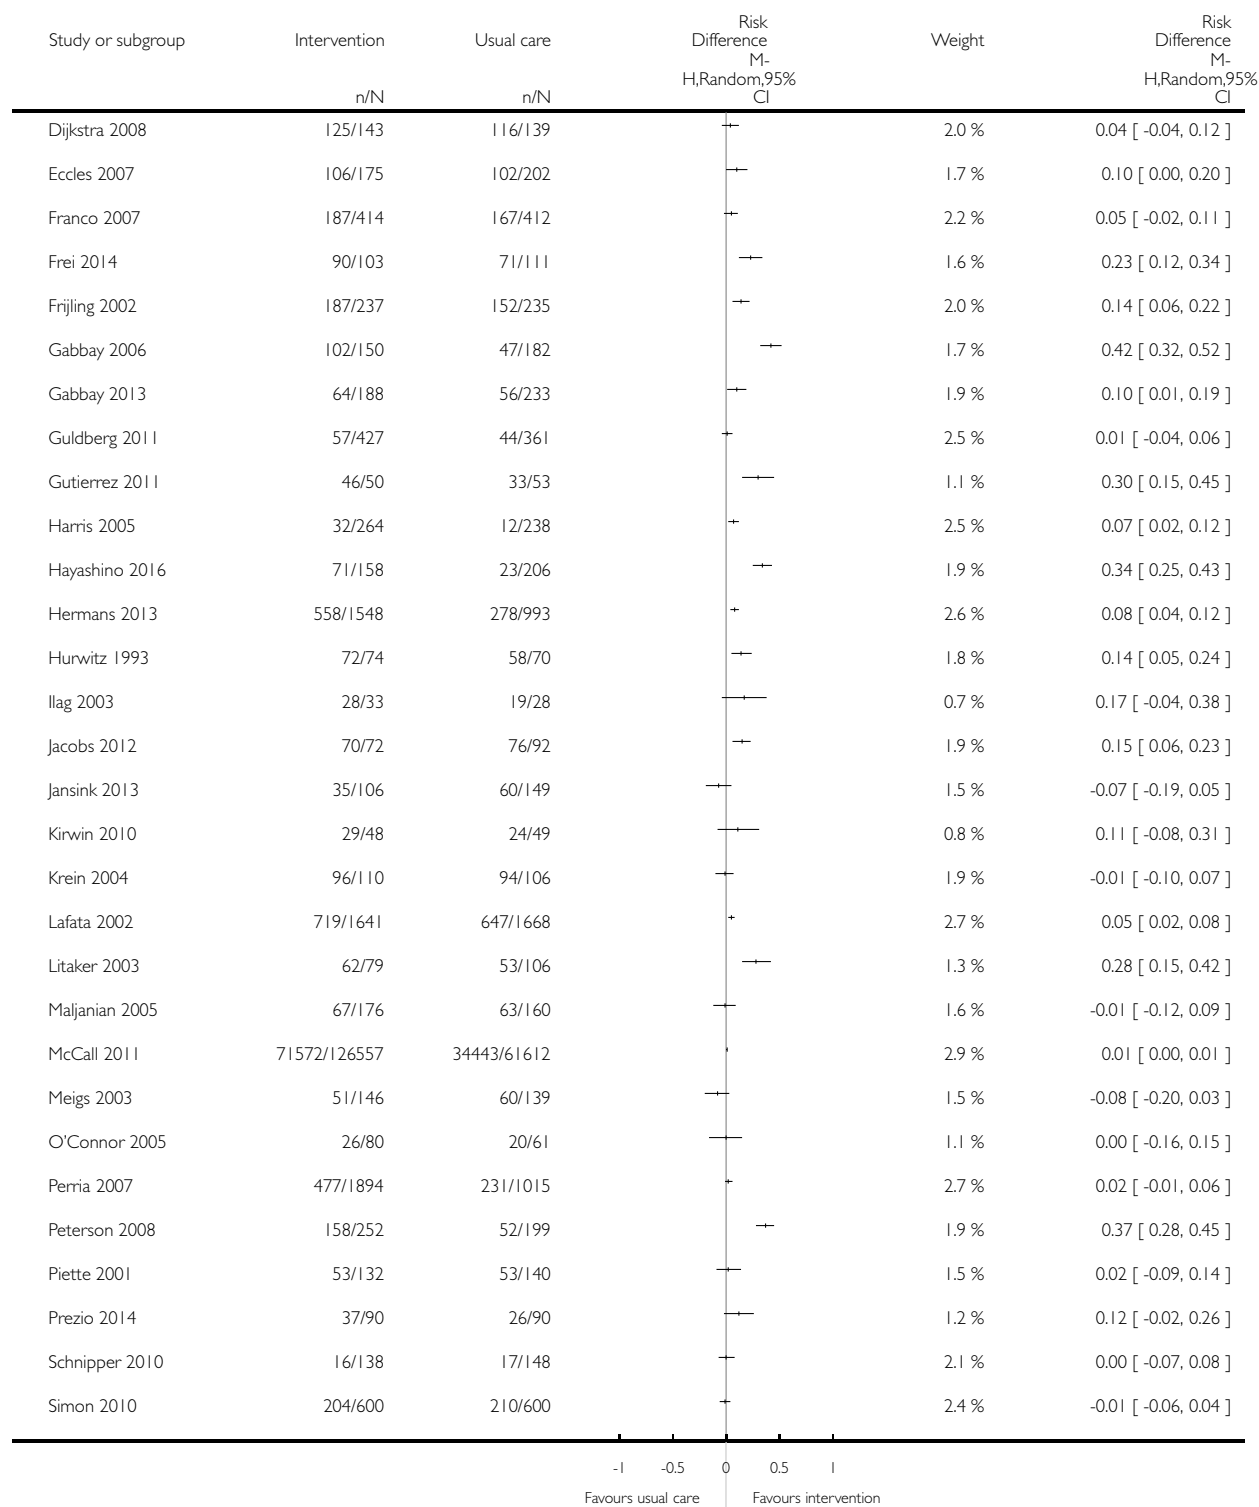 Risk Risk
Study or subgroup Intervention Usual care Difference Weight Difference
M- M-
H,Random,95% H,Random,95%
n/N n/N CI CI
Dijkstra 2008 125/143 116/139 2.0 % 0.04 [ -0.04, 0.12 ]
Eccles 2007 106/175 102/202 1.7 % 0.10 [ 0.00, 0.20 ]
Franco 2007 187/414 167/412 2.2 % 0.05 [ -0.02, 0.11 ]
Frei 2014 90/103 71/111 1.6 % 0.23 [ 0.12, 0.34 ]
Frijling 2002 187/237 152/235 2.0 % 0.14 [ 0.06, 0.22 ]
Gabbay 2006 102/150 47/182 1.7 % 0.42 [ 0.32, 0.52 ]
Gabbay 2013 64/188 56/233 1.9 % 0.10 [ 0.01, 0.19 ]
Guldberg 2011 57/427 44/361 2.5 % 0.01 [ -0.04, 0.06 ]
Gutierrez 2011 46/50 33/53 1.1 % 0.30 [ 0.15, 0.45 ]
Harris 2005 32/264 12/238 2.5 % 0.07 [ 0.02, 0.12 ]
Hayashino 2016 71/158 23/206 1.9 % 0.34 [ 0.25, 0.43 ]
Hermans 2013 558/1548 278/993 2.6 % 0.08 [ 0.04, 0.12 ]
Hurwitz 1993 72/74 58/70 1.8 % 0.14 [ 0.05, 0.24 ]
Ilag 2003 28/33 19/28 0.7 % 0.17 [ -0.04, 0.38 ]
Jacobs 2012 70/72 76/92 1.9 % 0.15 [ 0.06, 0.23 ]
Jansink 2013 35/106 60/149 1.5 % -0.07 [ -0.19, 0.05 ]
Kirwin 2010 29/48 24/49 0.8 % 0.11 [ -0.08, 0.31 ]
Krein 2004 96/110 94/106 1.9 % -0.01 [ -0.10, 0.07 ]
Lafata 2002 719/1641 647/1668 2.7 % 0.05 [ 0.02, 0.08 ]
Litaker 2003 62/79 53/106 1.3 % 0.28 [ 0.15, 0.42 ]
Maljanian 2005 67/176 63/160 1.6 % -0.01 [ -0.12, 0.09 ]
McCall 2011 71572/126557 34443/61612 2.9 % 0.01 [ 0.00, 0.01 ]
Meigs 2003 51/146 60/139 1.5 % -0.08 [ -0.20, 0.03 ]
O'Connor 2005 26/80 20/61 1.1 % 0.00 [ -0.16, 0.15 ]
Perria 2007 477/1894 231/1015 2.7 % 0.02 [ -0.01, 0.06 ]
Peterson 2008 158/252 52/199 1.9 % 0.37 [ 0.28, 0.45 ]
Piette 2001 53/132 53/140 1.5 % 0.02 [ -0.09, 0.14 ]
Prezio 2014 37/90 26/90 1.2 % 0.12 [ -0.02, 0.26 ]
Schnipper 2010 16/138 17/148 2.1 % 0.00 [ -0.07, 0.08 ]
Simon 2010 204/600 210/600 2.4 % -0.01 [ -0.06, 0.04 ]
-1 -0.5 0 0.5 1
Favours usual care Favours intervention